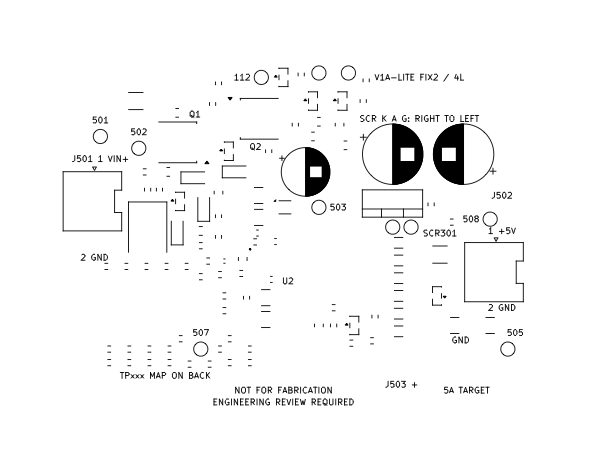 112
V1A-LITE FIX2 / 4L
Q1
SCR K A G: RIGHT TO LEFT
501
502
Q2
J501 1 VIN+
J502
503
508
1 +5V
SCR301
2 GND
U2
2 GND
507
505
GND
TPxxx MAP ON BACK
J503 +
5A TARGET
NOT FOR FABRICATION
ENGINEERING REVIEW REQUIRED